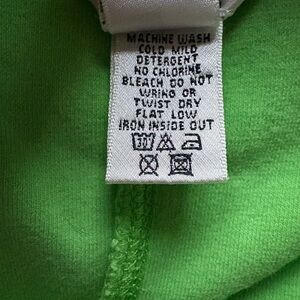 MACHINE WASH
COLD MILD
DETERGENT
NO CHLORINE
BLEACH DO NOT
WRING OR
TWIST DRY
FLAT LOW
IRON INSIDE OUT
30